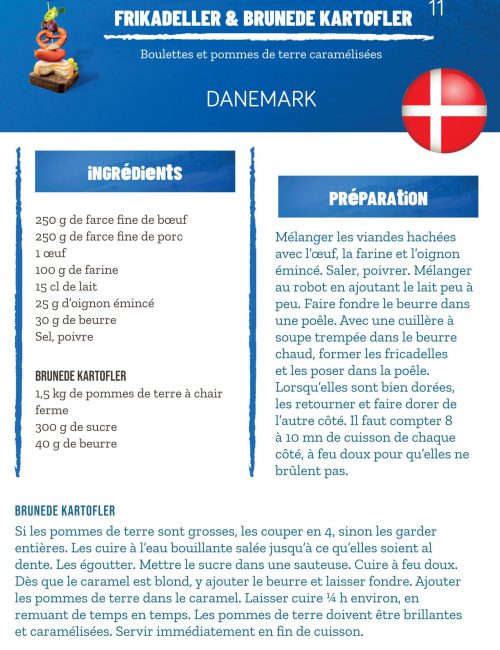 FRIKADELLER & BRUNEDE KARTOFLER
11
Boulettes et pommes de terre caramélisées
DANEMARK
ingrédients
250 g de farce fine de bœuf
250 g de farce fine de porc
1 œuf
100 g de farine
15 cl de lait
25 g d'oignon émincé
30 g de beurre
Sel, poivre
BRUNEDE KARTOFLER
1,5 kg de pommes de terre à chair
ferme
300 g de sucre
40 g de beurre
PRéPARATiON
Mélanger les viandes hachées
avec l'œuf, la farine et l'oignon
émincé. Saler, poivrer. Mélanger
au robot en ajoutant le lait peu à
peu. Faire fondre le beurre dans
une poêle. Avec une cuillère à
soupe trempée dans le beurre
chaud, former les fricadelles
et les poser dans la poêle.
Lorsqu'elles sont bien dorées,
les retourner et faire dorer de
l'autre côté. Il faut compter 8
à 10 mn de cuisson de chaque
côté, à feu doux pour qu'elles ne
brûlent pas.
BRUNEDE KARTOFLER
Si les pommes de terre sont grosses, les couper en 4, sinon les garder
entières. Les cuire à l'eau bouillante salée jusqu'à ce qu'elles soient al
dente. Les égoutter. Mettre le sucre dans une sauteuse. Cuire à feu doux.
Dès que le caramel est blond, y ajouter le beurre et laisser fondre. Ajouter
les pommes de terre dans le caramel. Laisser cuire ¼ h environ, en
remuant de temps en temps. Les pommes de terre doivent être brillantes
et caramélisées. Servir immédiatement en fin de cuisson.